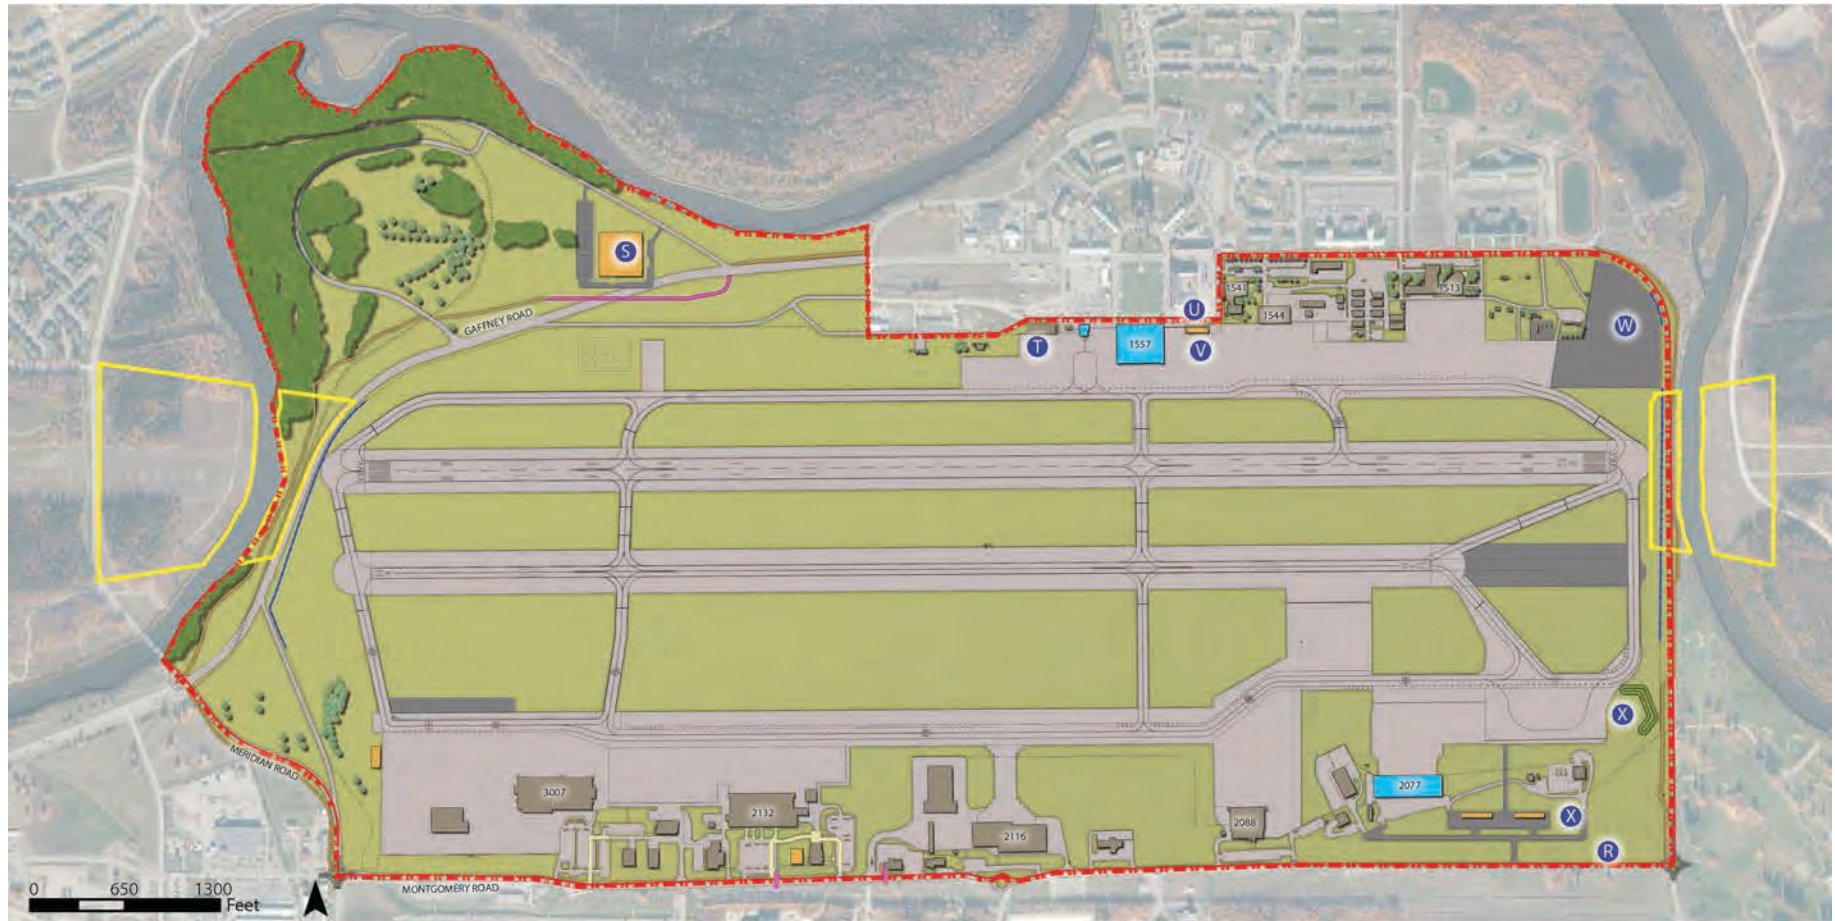 S
GAFFNEY ROAD
1541
1513
1544
U
T
1557
V
W
X
MERIDIAN ROAD
3007
2132
2116
2088
2077
X
R
0 650 1300
Feet
MONTGOMERY ROAD